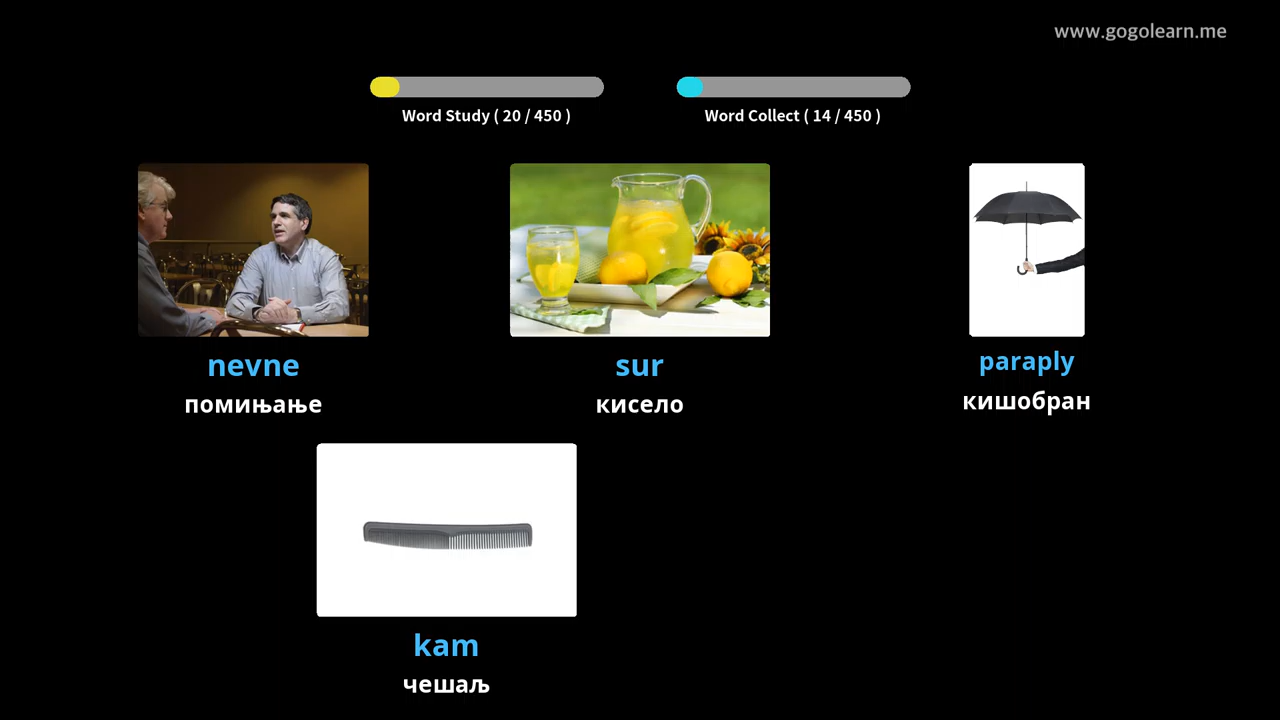 www.gogolearn.me
Word Study ( 20 / 450 )
Word Collect ( 14 / 450 )
nevne
помињање
sur
кисело
paraply
кишобран
kam
чешаљ